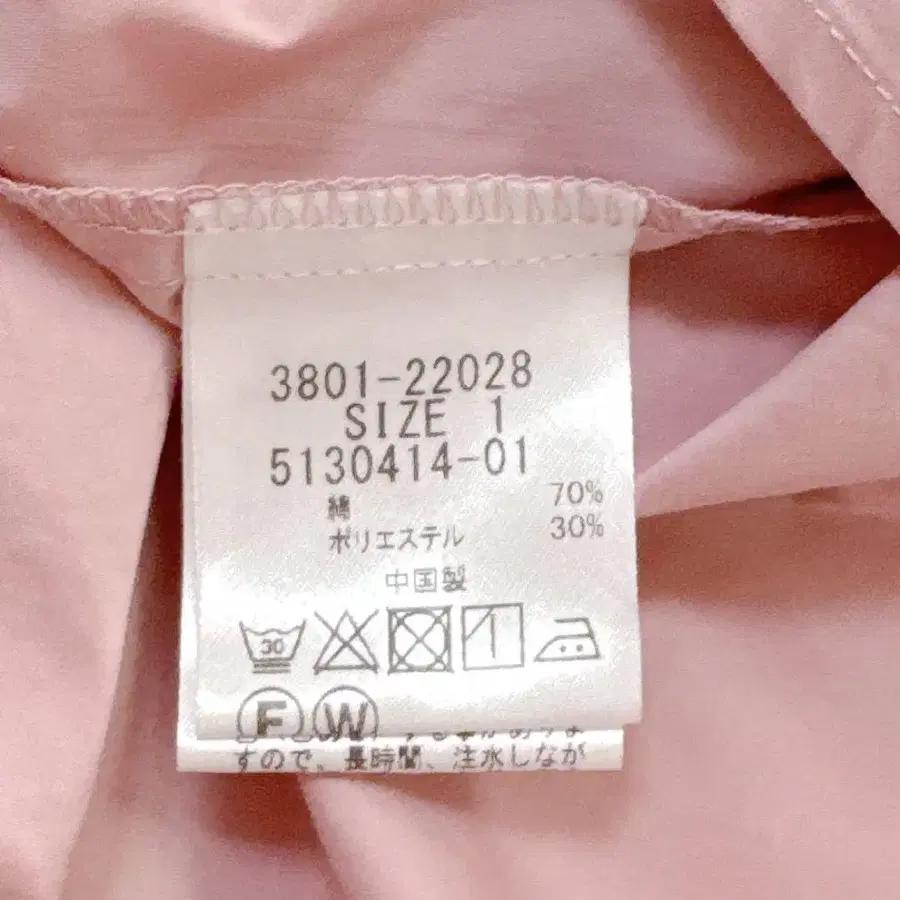 3801-22028
SIZE 1
5130414-01
綿 70%
ポリエステル 30%
中国製
30
F W
すので、長時間、注水しなが